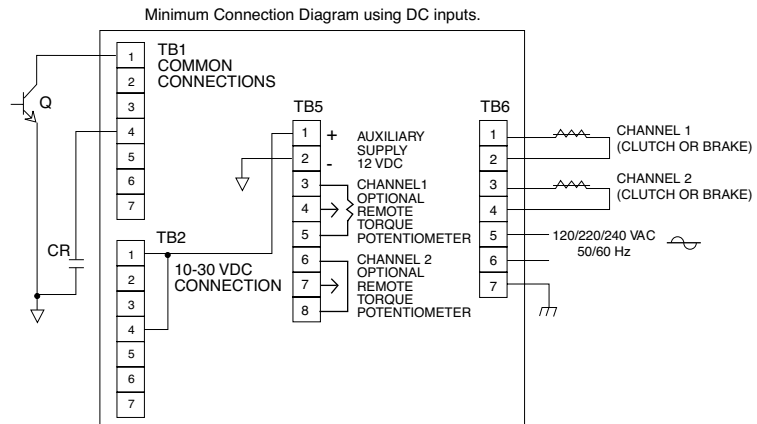 Minimum Connection Diagram using DC inputs.
TB1
COMMON
CONNECTIONS
1
2
3
4
5
6
7
Q
CR
TB2
10-30 VDC
CONNECTION
1
2
3
4
5
6
7
TB5
1
2
3
4
5
6
7
8
+
-
AUXILIARY
SUPPLY
12 VDC
CHANNEL1
OPTIONAL
REMOTE
TORQUE
POTENTIOMETER
CHANNEL 2
OPTIONAL
REMOTE
TORQUE
POTENTIOMETER
TB6
1
2
3
4
5
6
7
CHANNEL 1
(CLUTCH OR BRAKE)
CHANNEL 2
(CLUTCH OR BRAKE)
120/220/240 VAC
50/60 Hz